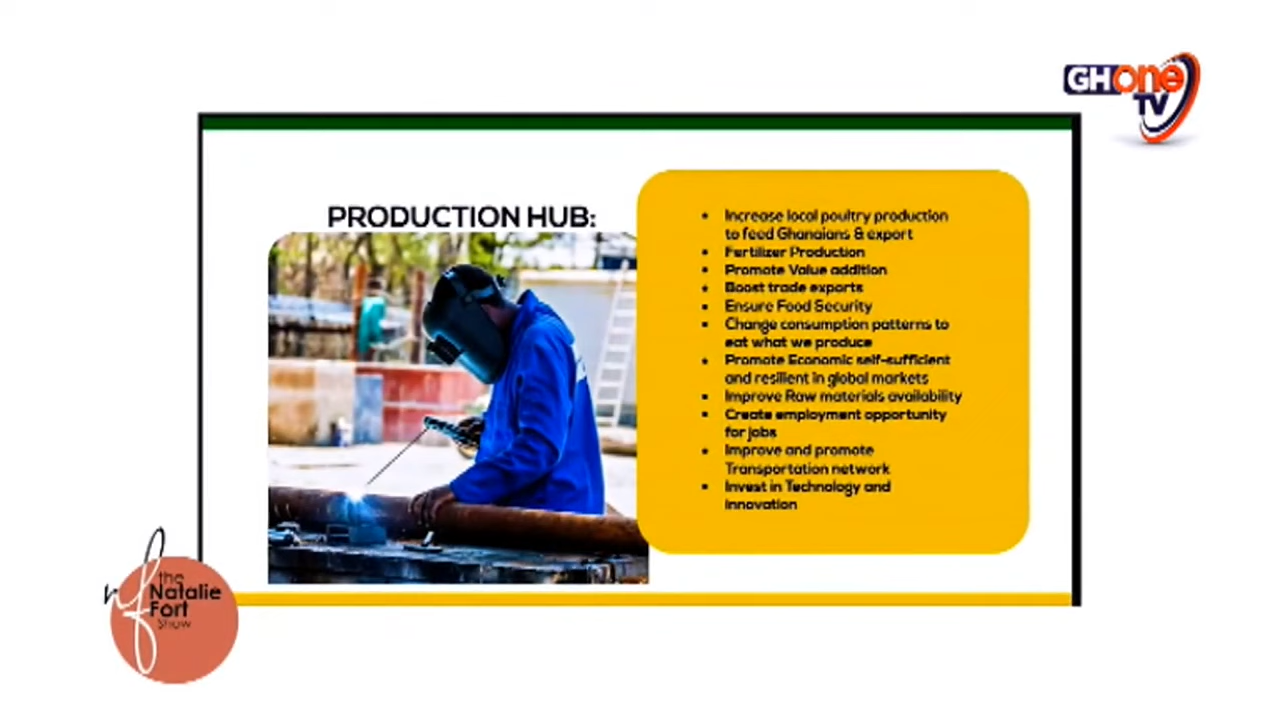 GHOne
TV
PRODUCTION HUB:
• Increase local poultry production
to feed Ghanaians & export
• Fertilizer Production
• Promote Value addition
• Boost trade exports
• Ensure Food Security
• Change consumption patterns to
eat what we produce
• Promote Economic self-sufficient
and resilient in global markets
• Improve Raw materials availability
• Create employment opportunity
for jobs
• Improve and promote
Transportation network
• Invest in Technology and
innovation
nf
the
Natalie
Fort
Show